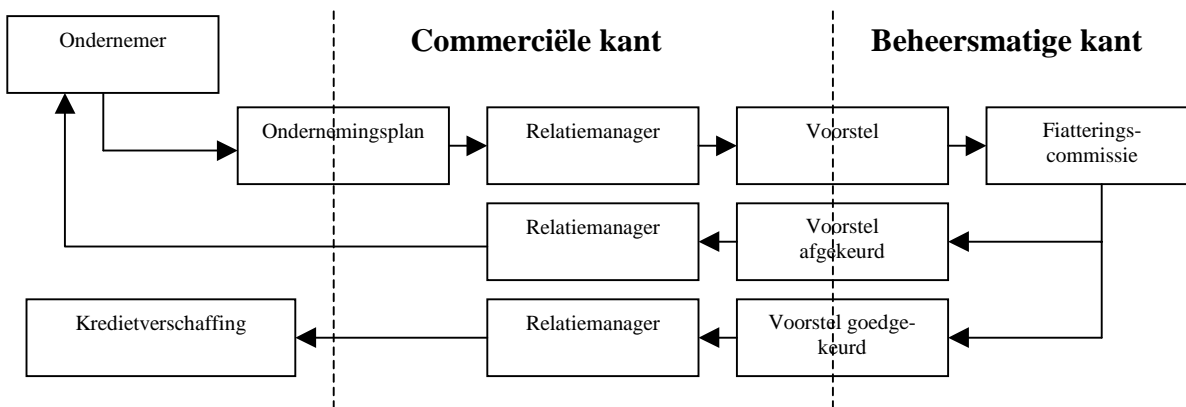 Ondernemer
Commerciële kant
Beheersmatige kant
Ondernemingsplan
Relatiemanager
Voorstel
Fiatterings-
commissie
Relatiemanager
Voorstel
afgekeurd
Kredietverschaffing
Relatiemanager
Voorstel goedge-
keurd